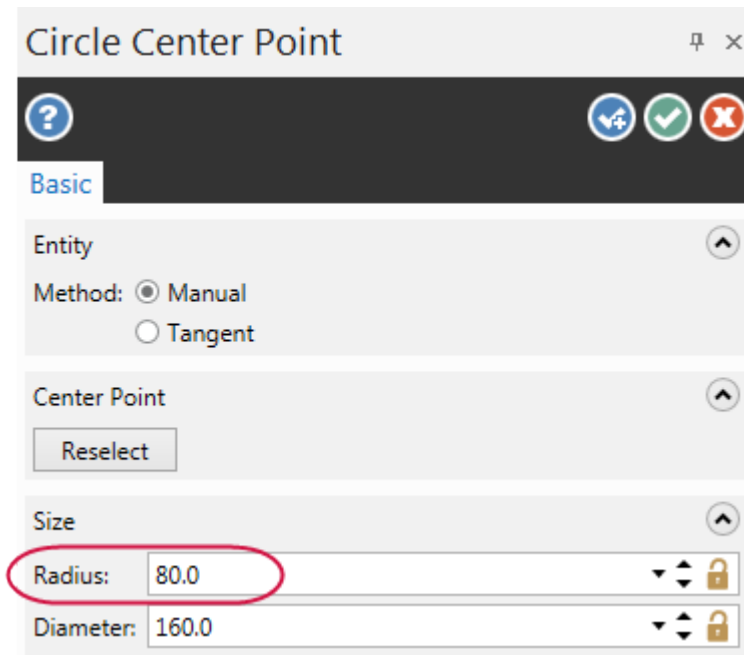 Circle Center Point
?
Basic
Entity
Method: Manual
Tangent
Center Point
Reselect
Size
Radius: 80.0
Diameter: 160.0